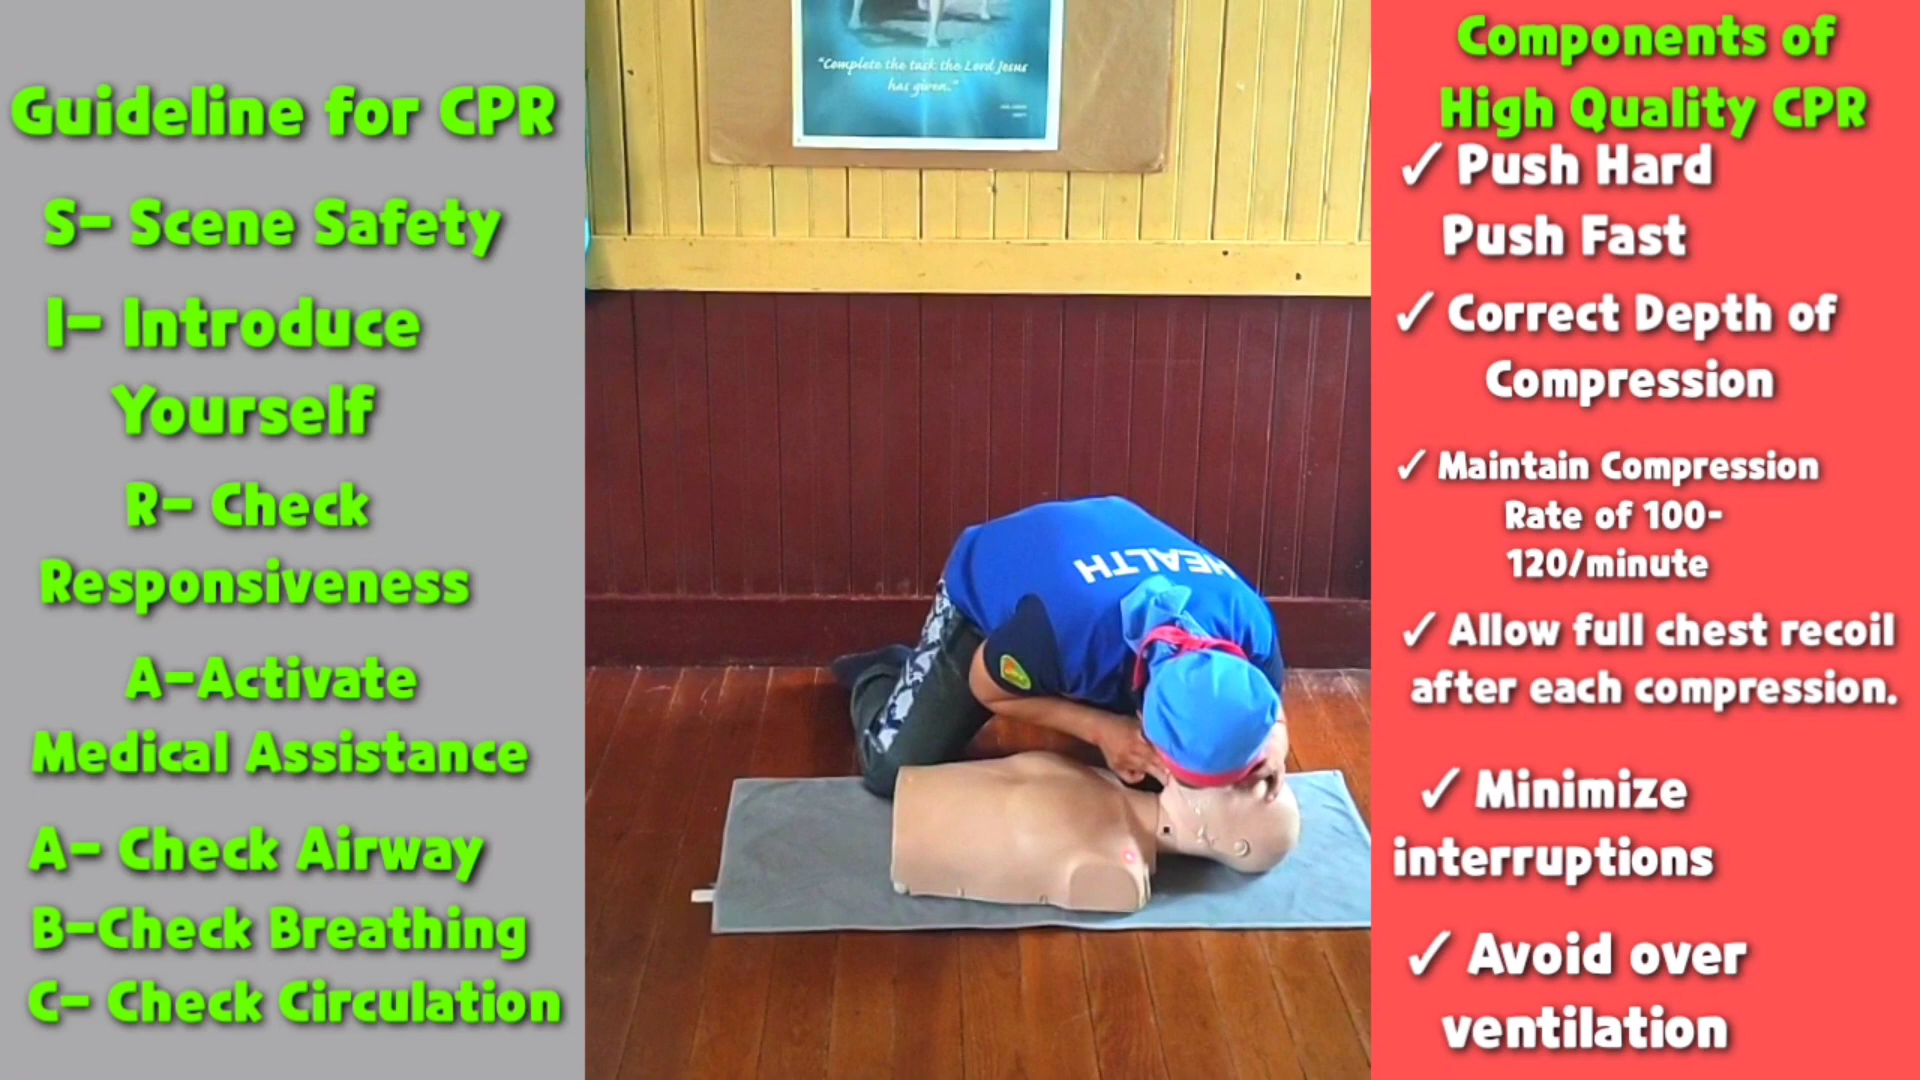 Guideline for CPR
S- Scene Safety
I- Introduce
Yourself
R- Check
Responsiveness
A-Activate
Medical Assistance
A- Check Airway
B-Check Breathing
C- Check Circulation
"Complete the task the Lord Jesus
has given."
HEALTH
Components of
High Quality CPR
✓ Push Hard
Push Fast
✓ Correct Depth of
Compression
✓ Maintain Compression
Rate of 100-
120/minute
✓ Allow full chest recoil
after each compression.
✓ Minimize
interruptions
✓ Avoid over
ventilation